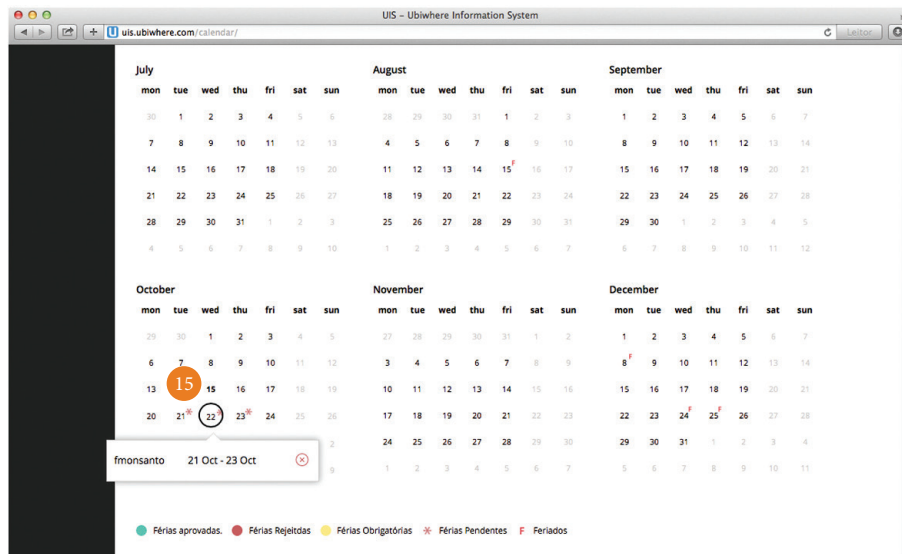 UIS – Ubiwhere Information System
uis.ubiwhere.com/calendar/ Leitor
July August September
mon tue wed thu fri sat sun mon tue wed thu fri sat sun mon tue wed thu fri sat sun
30 1 2 3 4 5 6 28 29 30 31 1 2 3 1 2 3 4 5 6 7
7 8 9 10 11 12 13 4 5 6 7 8 9 10 8 9 10 11 12 13 14
14 15 16 17 18 19 20 11 12 13 14 15 F 16 17 15 16 17 18 19 20 21
21 22 23 24 25 26 27 18 19 20 21 22 23 24 22 23 24 25 26 27 28
28 29 30 31 1 2 3 25 26 27 28 29 30 31 29 30 1 2 3 4 5
4 5 6 7 8 9 10 1 2 3 4 5 6 7 6 7 8 9 10 11 12
October November December
mon tue wed thu fri sat sun mon tue wed thu fri sat sun mon tue wed thu fri sat sun
29 30 1 2 3 4 5 27 28 29 30 31 1 2 1 2 3 4 5 6 7
6 7 8 9 10 11 12 3 4 5 6 7 8 9 8 F 9 10 11 12 13 14
13 15 15 16 17 18 19 10 11 12 13 14 15 16 15 16 17 18 19 20 21
20 21 * 22 * 23 * 24 25 26 17 18 19 20 21 22 23 22 23 24 F 25 F 26 27 28
2 24 25 26 27 28 29 30 29 30 31 1 2 3 4
fmonsanto 21 Oct - 23 Oct 9 1 2 3 4 5 6 7 5 6 7 8 9 10 11
Férias aprovadas. Férias Rejeitdas Férias Obrigatórias * Férias Pendentes F Feriados